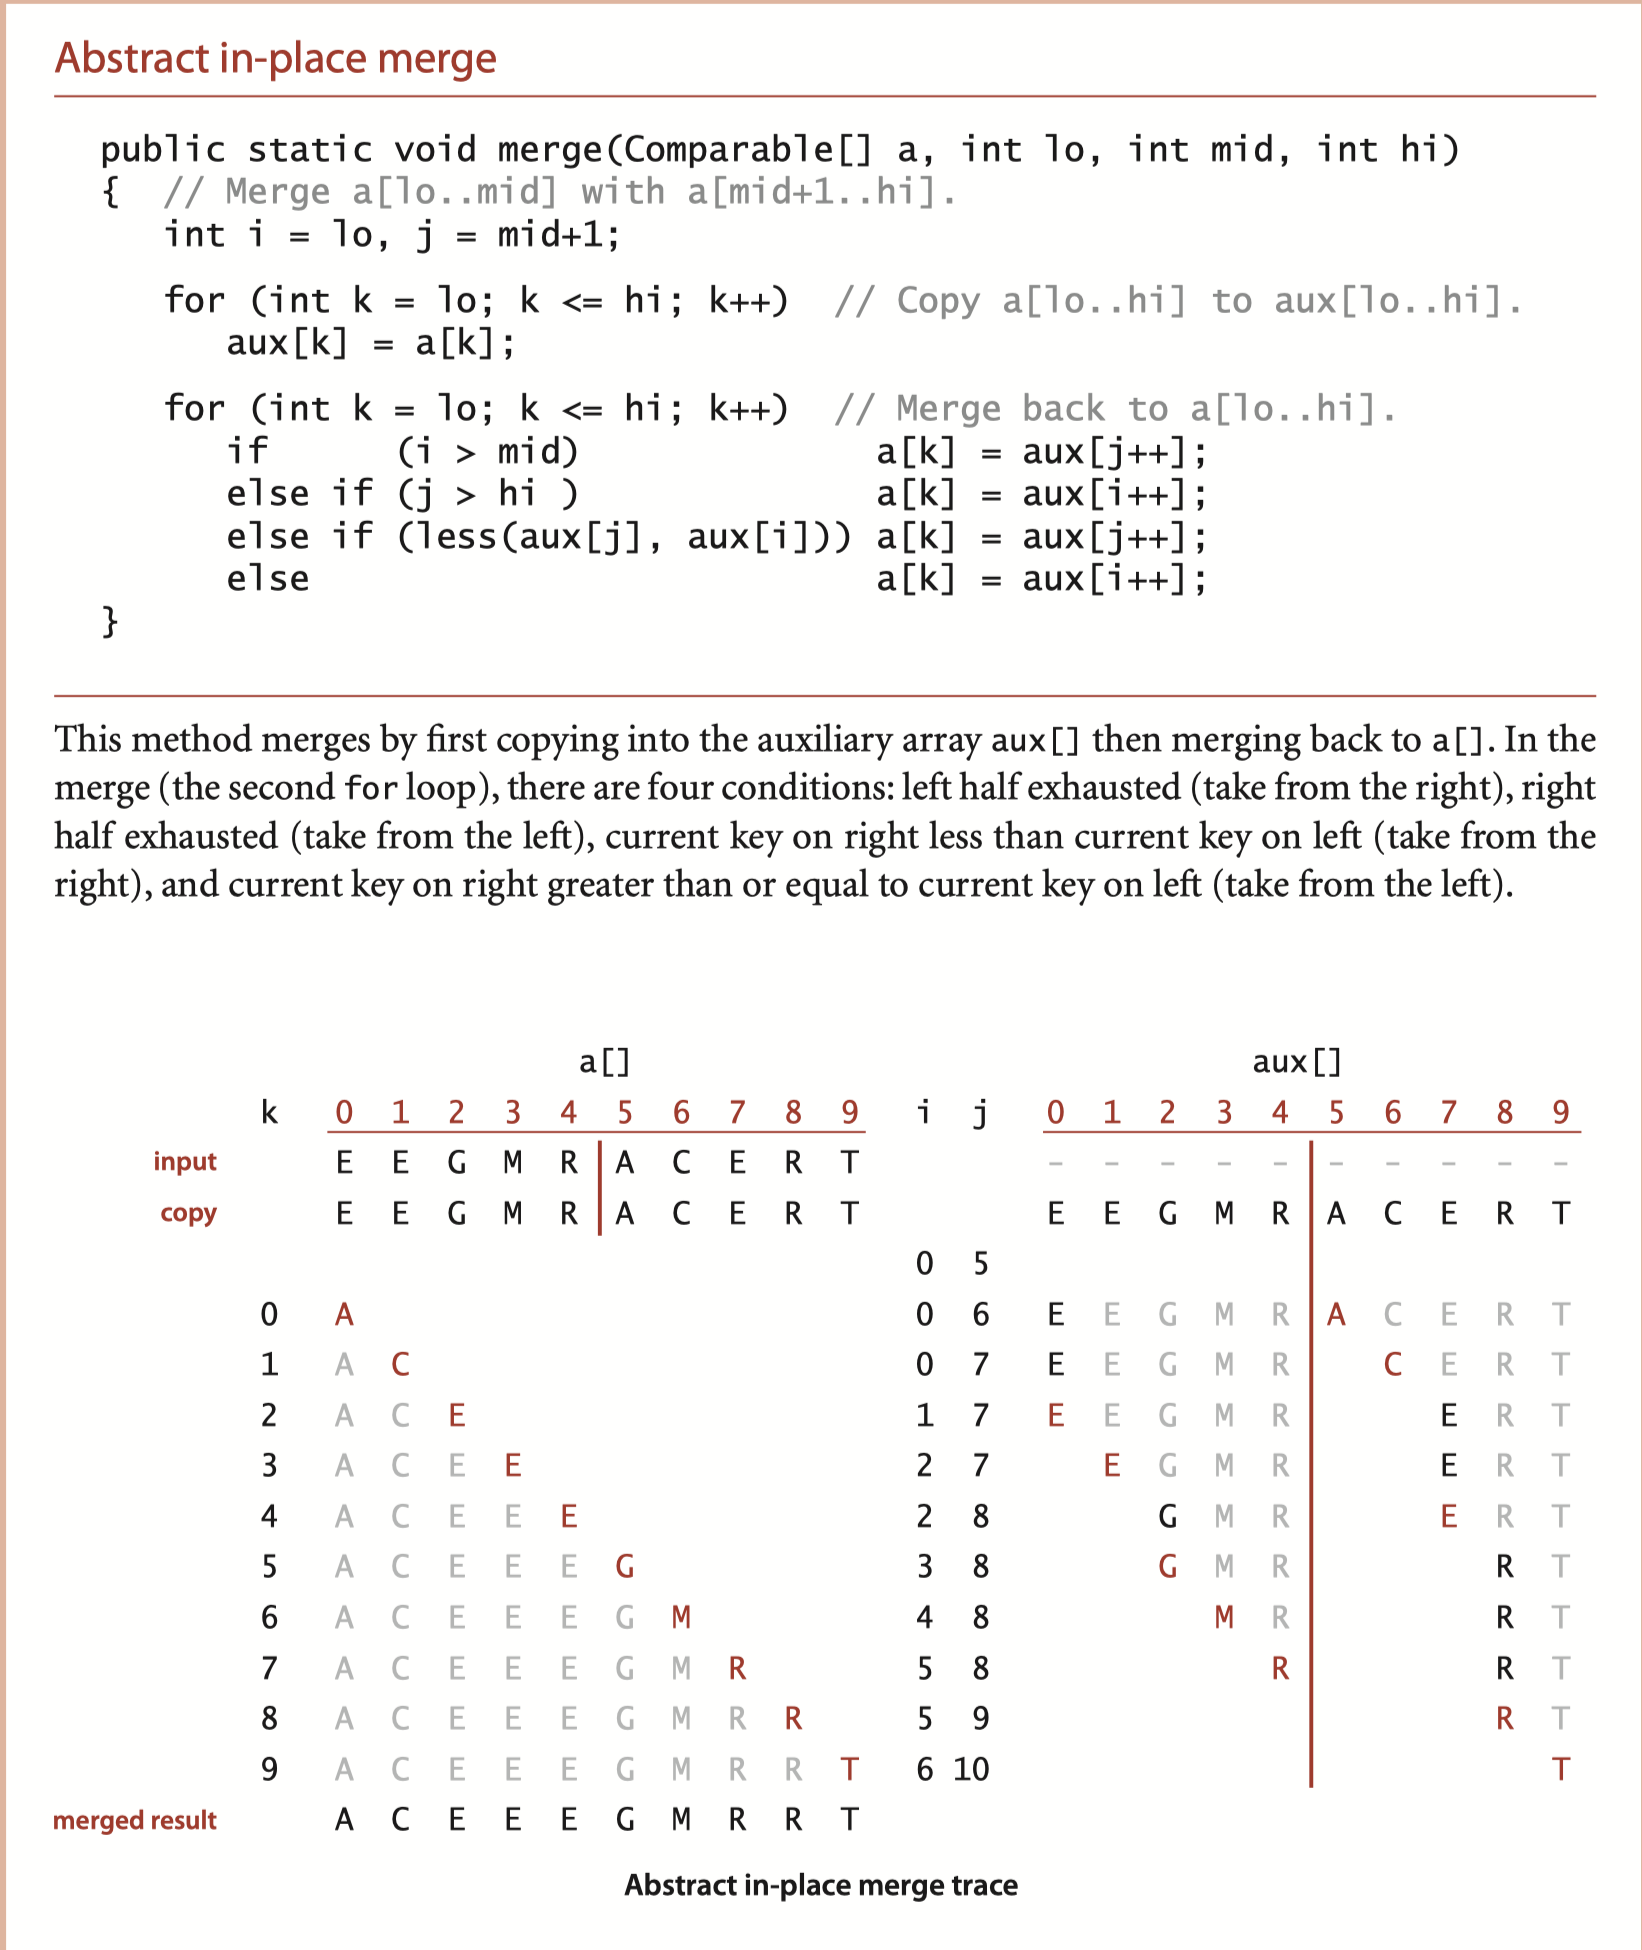 Abstract in-place merge
public static void merge(Comparable[] a, int lo, int mid, int hi)
{  // Merge a[lo..mid] with a[mid+1..hi].
   int i = lo, j = mid+1;
   for (int k = lo; k <= hi; k++)  // Copy a[lo..hi] to aux[lo..hi].
      aux[k] = a[k];
   for (int k = lo; k <= hi; k++)  // Merge back to a[lo..hi].
      if      (i > mid)              a[k] = aux[j++];
      else if (j > hi )              a[k] = aux[i++];
      else if (less(aux[j], aux[i])) a[k] = aux[j++];
      else                           a[k] = aux[i++];
}
This method merges by first copying into the auxiliary array aux[] then merging back to a[]. In the
merge (the second for loop), there are four conditions: left half exhausted (take from the right), right
half exhausted (take from the left), current key on right less than current key on left (take from the
right), and current key on right greater than or equal to current key on left (take from the left).
a[] aux[]
k 0 1 2 3 4 5 6 7 8 9 i j 0 1 2 3 4 5 6 7 8 9
input E E G M R A C E R T - - - - - - - - - -
copy E E G M R A C E R T E E G M R A C E R T
0 5
0 A 0 6 E E G M R A C E R T
1 A C 0 7 E E G M R C E R T
2 A C E 1 7 E E G M R E R T
3 A C E E 2 7 E G M R E R T
4 A C E E E 2 8 G M R E R T
5 A C E E E G 3 8 G M R R T
6 A C E E E G M 4 8 M R R T
7 A C E E E G M R 5 8 R R T
8 A C E E E G M R R 5 9 R T
9 A C E E E G M R R T 6 10 T
merged result A C E E E G M R R T
Abstract in-place merge trace